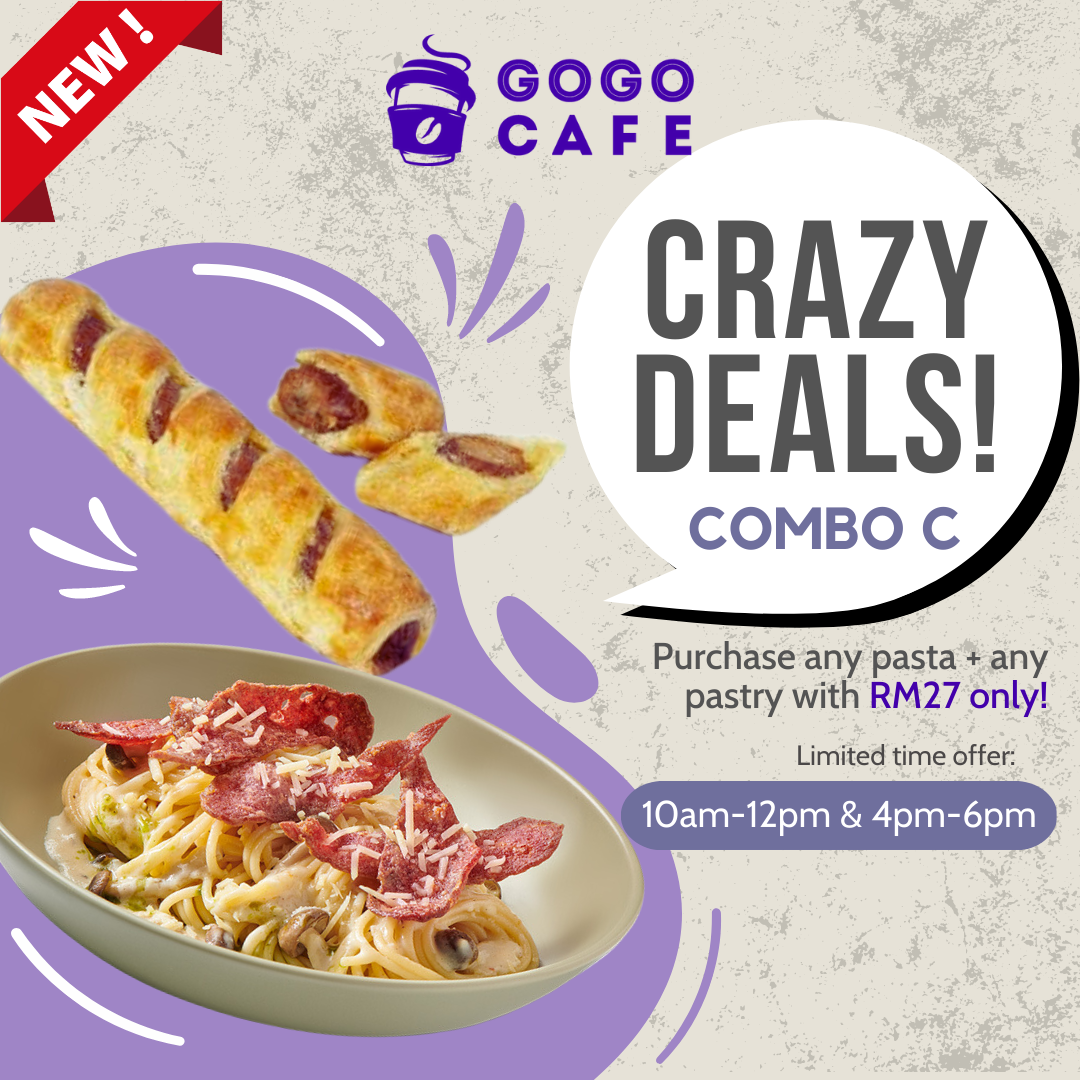 NEW !
GOGO
CAFE
CRAZY
DEALS!
COMBO C
Purchase any pasta + any
pastry with RM27 only!
Limited time offer:
10am-12pm & 4pm-6pm